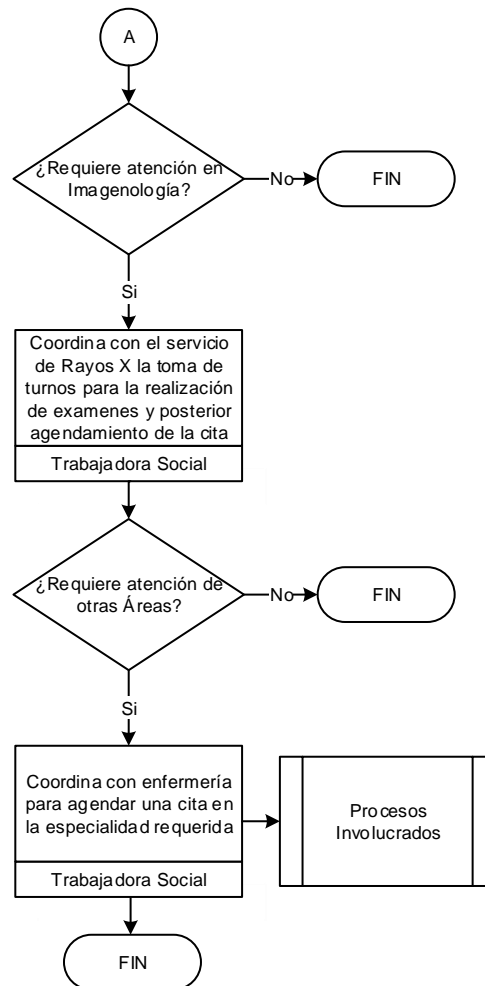 A
¿Requiere atención en
Imagenología?
No
FIN
Si
Coordina con el servicio
de Rayos X la toma de
turnos para la realización
de examenes y posterior
agendamiento de la cita
Trabajadora Social
¿Requiere atención de
otras Áreas?
No
FIN
Si
Coordina con enfermería
para agendar una cita en
la especialidad requerida
Trabajadora Social
Procesos
Involucrados
FIN